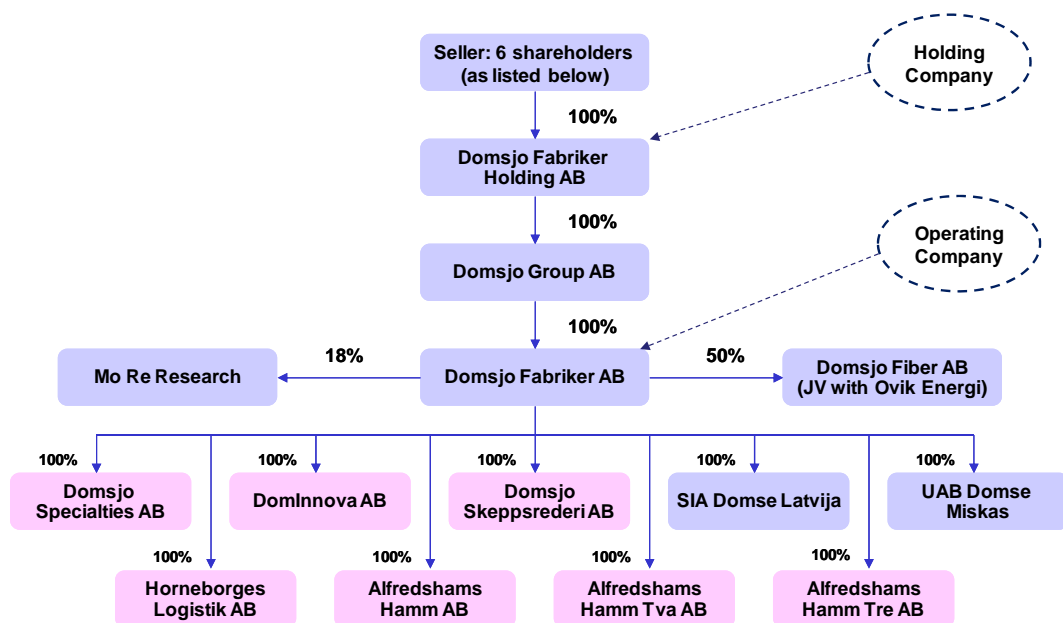 Seller: 6 shareholders
(as listed below)
Holding
Company
100%
Domsjo Fabriker
Holding AB
100%
Operating
Company
Domsjo Group AB
100%
18%
50%
Mo Re Research
Domsjo Fabriker AB
Domsjo Fiber AB
(JV with Ovik Energi)
100%
100%
100%
100%
100%
Domsjo
Specialties AB
DomInnova AB
Domsjo
Skeppsrederi AB
SIA Domse Latvija
UAB Domse
Miskas
100%
100%
100%
100%
Horneborges
Logistik AB
Alfredshams
Hamm AB
Alfredshams
Hamm Tva AB
Alfredshams
Hamm Tre AB